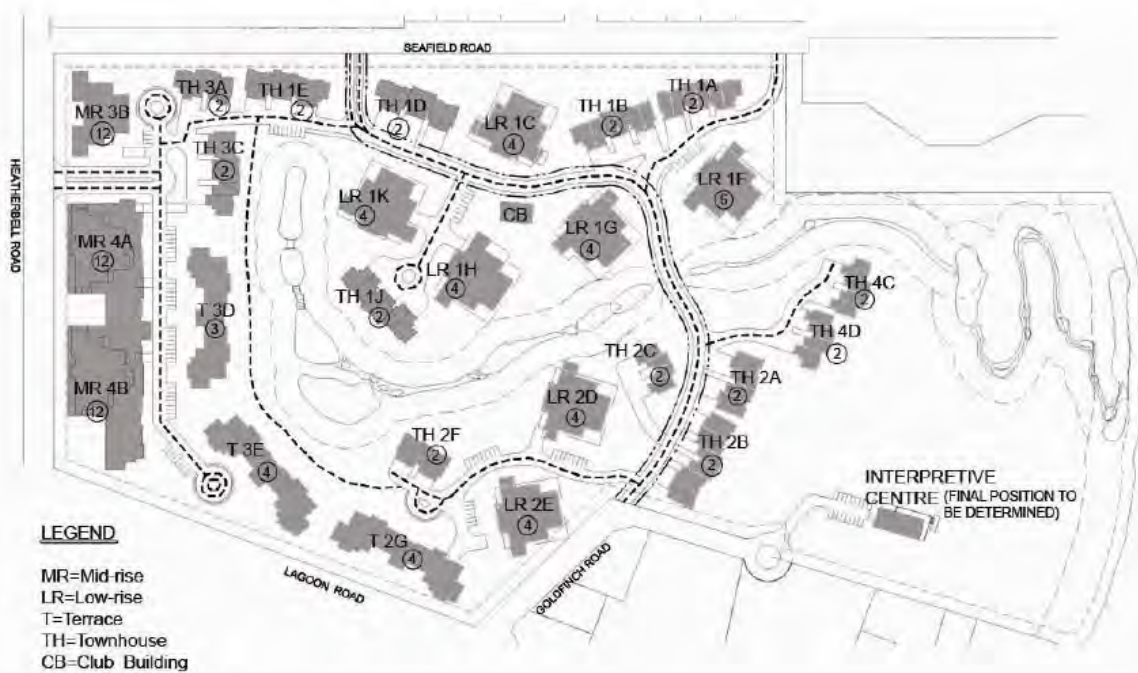 SEAFIELD ROAD
TH 3A
②
TH 1E
②
MR 3B
⑫
TH 1D
②
LR 1C
④
TH 1B
②
TH 1A
②
TH 3C
②
LR 1K
④
LR 1F
HEATHERBELL ROAD
CB
LR 1G
④
MR 4A
⑫
LR 1H
④
TH 1J
②
TH 4C
②
T 3D
③
TH 4D
②
TH 2C
②
TH 2A
②
MR 4B
⑫
LR 2D
④
TH 2B
②
T 3E
④
TH 2F
②
INTERPRETIVE
CENTRE (FINAL POSITION TO
BE DETERMINED)
LR 2E
④
T 2G
④
LAGOON ROAD
GOLDFINCH ROAD
LEGEND
MR=Mid-rise
LR=Low-rise
T=Terrace
TH=Townhouse
CB=Club Building